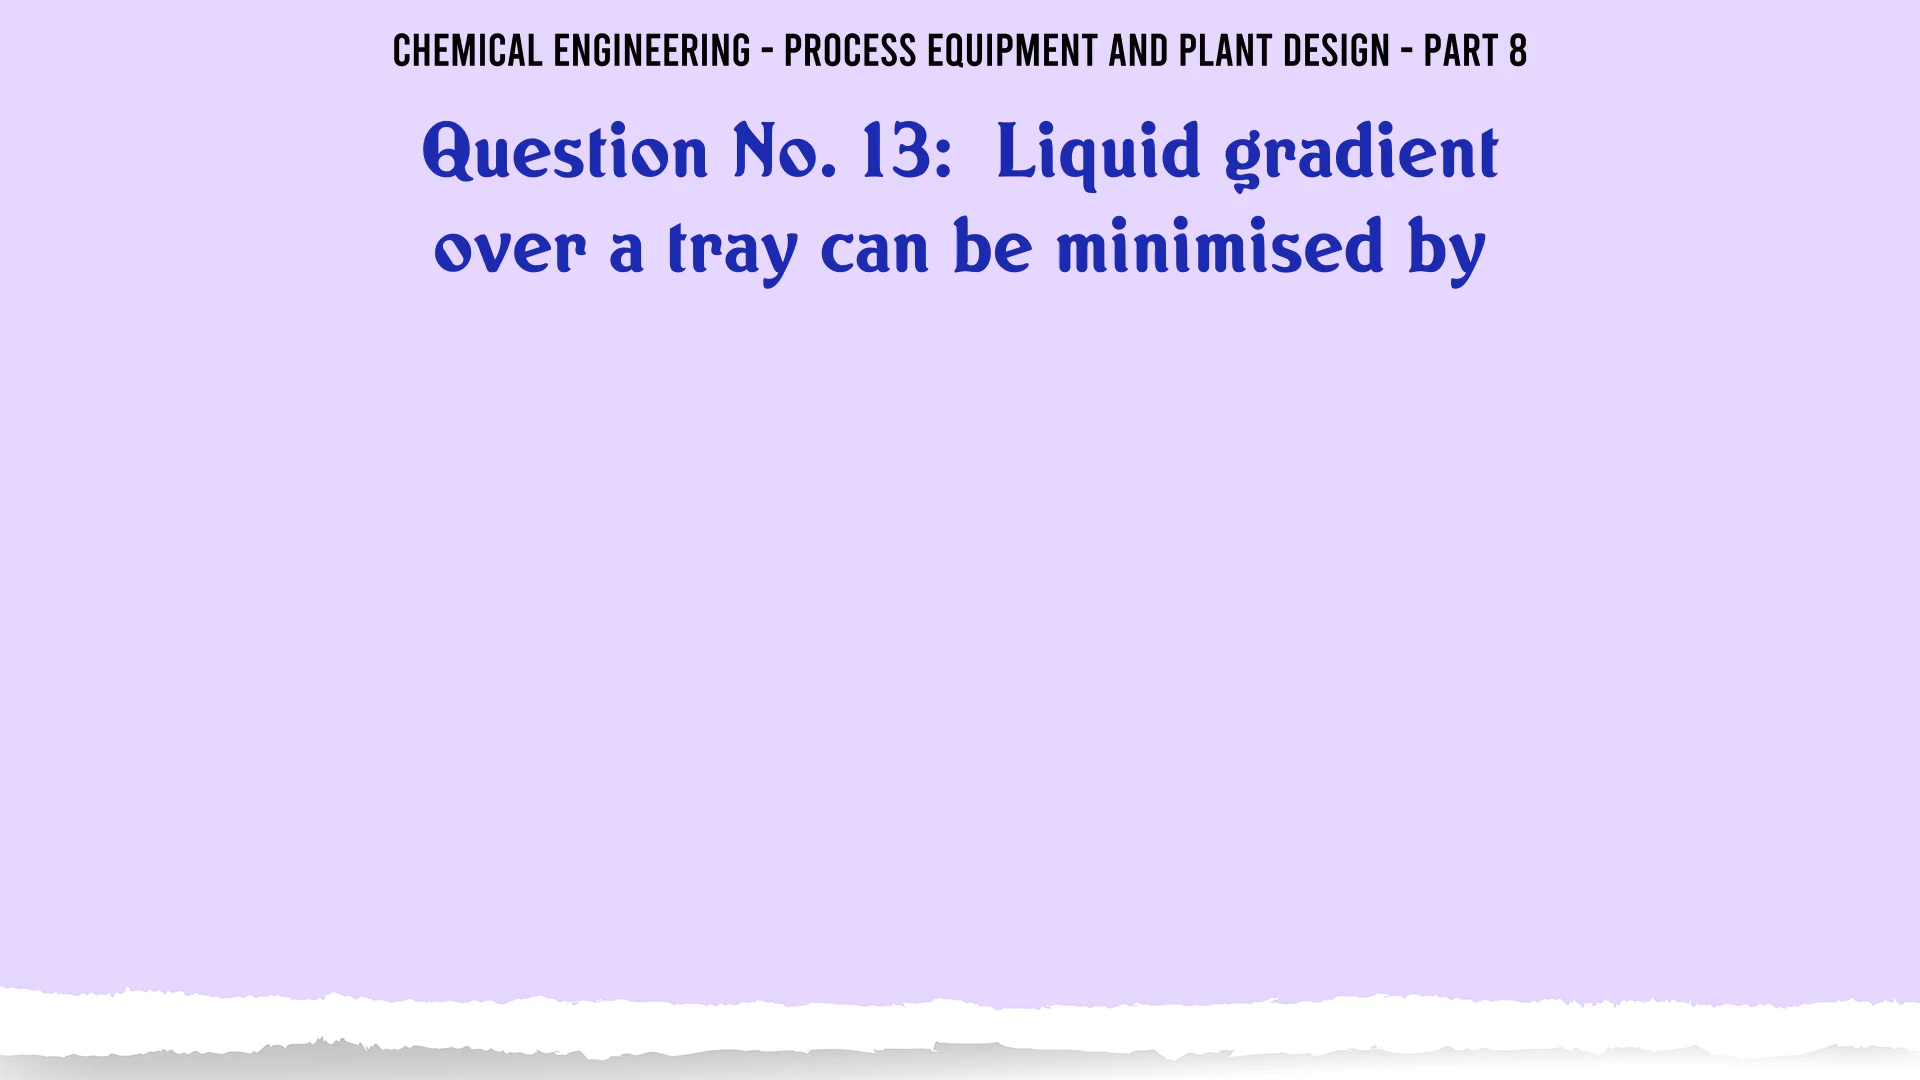 CHEMICAL ENGINEERING - PROCESS EQUIPMENT AND PLANT DESIGN - PART 8
Question No. 13: Liquid gradient
over a tray can be minimised by